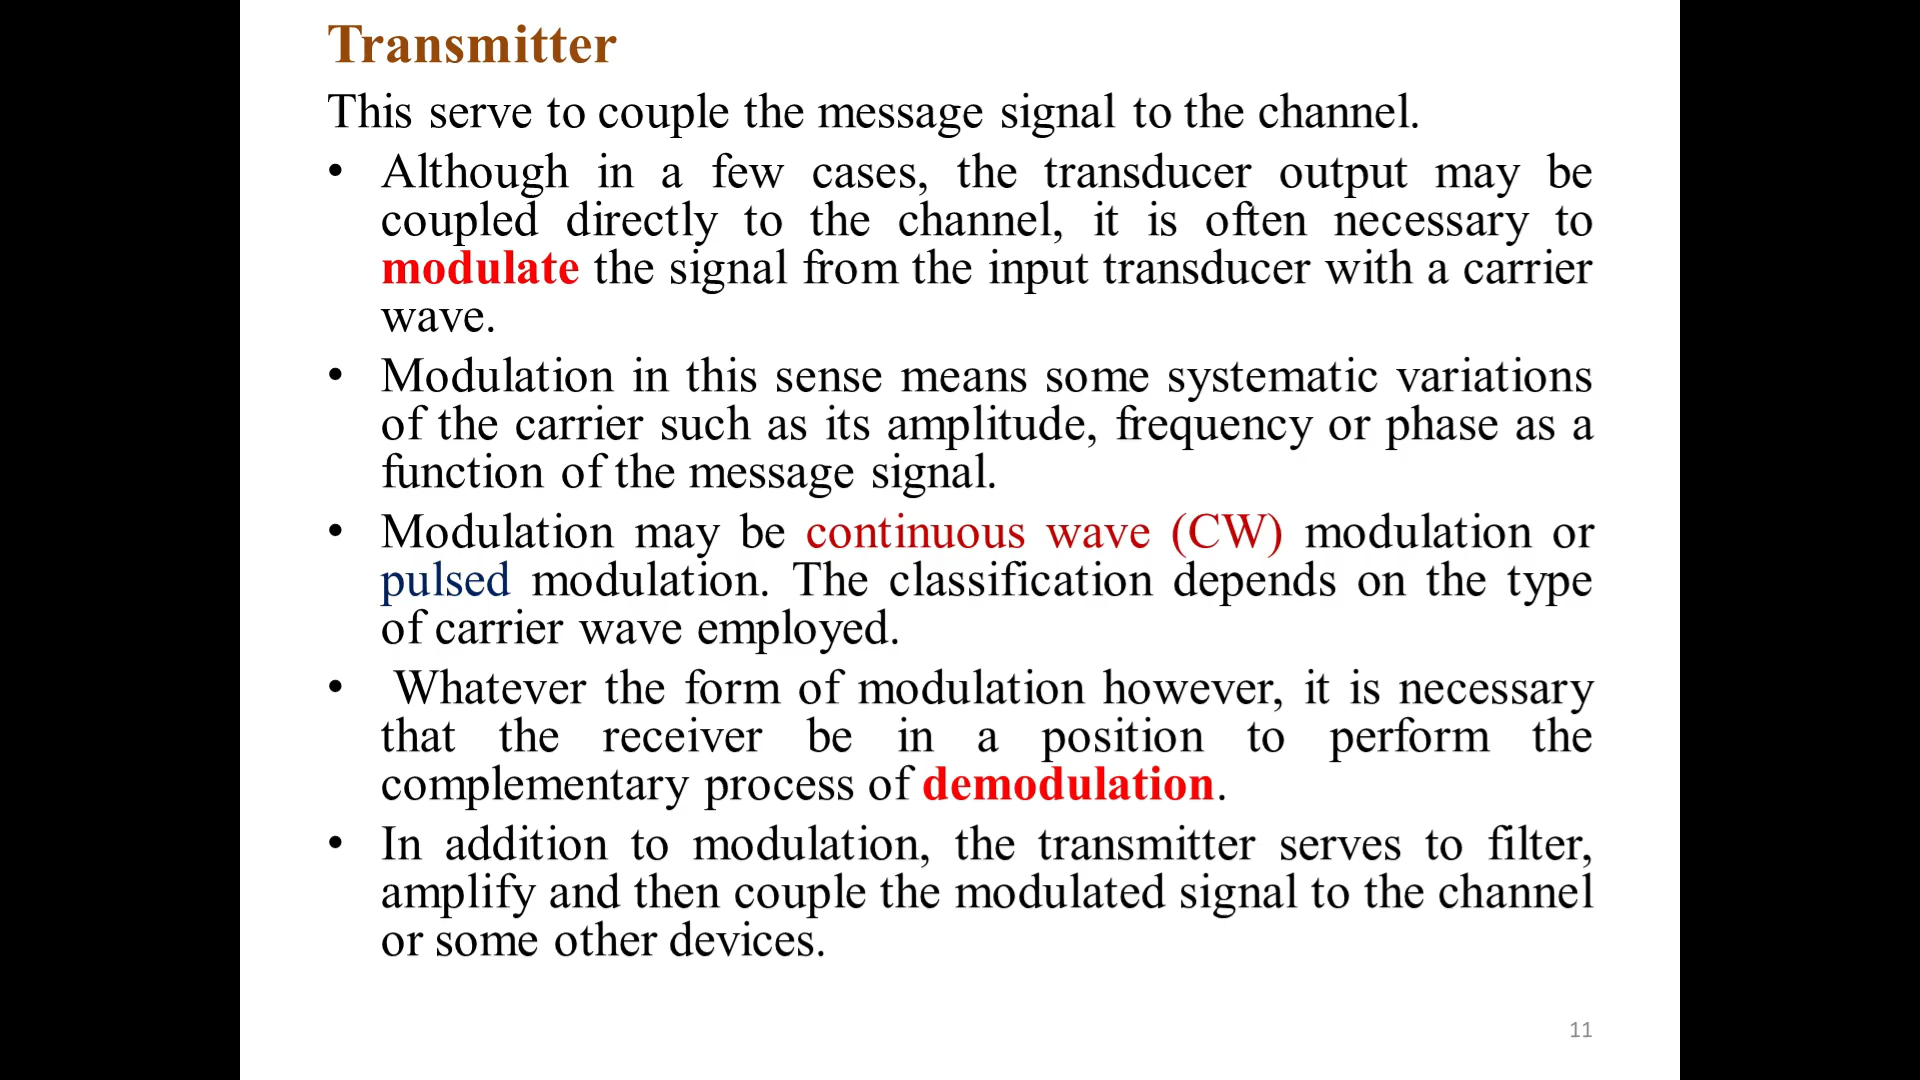 Transmitter
This serve to couple the message signal to the channel.
• Although in a few cases, the transducer output may be
coupled directly to the channel, it is often necessary to
modulate the signal from the input transducer with a carrier
wave.
• Modulation in this sense means some systematic variations
of the carrier such as its amplitude, frequency or phase as a
function of the message signal.
• Modulation may be continuous wave (CW) modulation or
pulsed modulation. The classification depends on the type
of carrier wave employed.
• Whatever the form of modulation however, it is necessary
that the receiver be in a position to perform the
complementary process of demodulation.
• In addition to modulation, the transmitter serves to filter,
amplify and then couple the modulated signal to the channel
or some other devices.
11